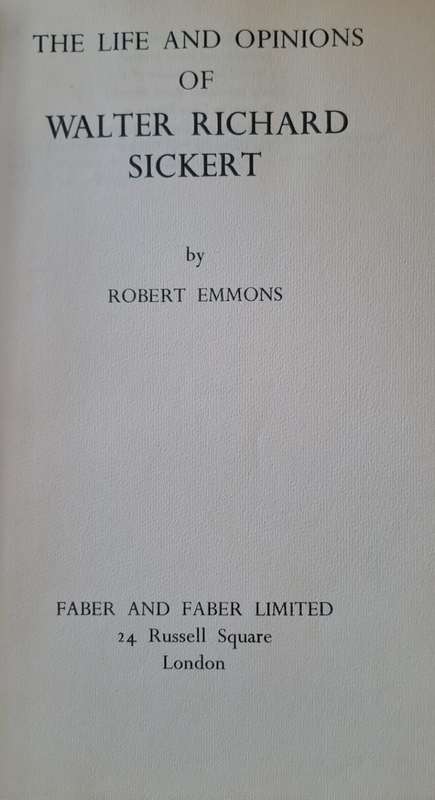 THE LIFE AND OPINIONS
OF
WALTER RICHARD
SICKERT
by
ROBERT EMMONS
FABER AND FABER LIMITED
24 Russell Square
London